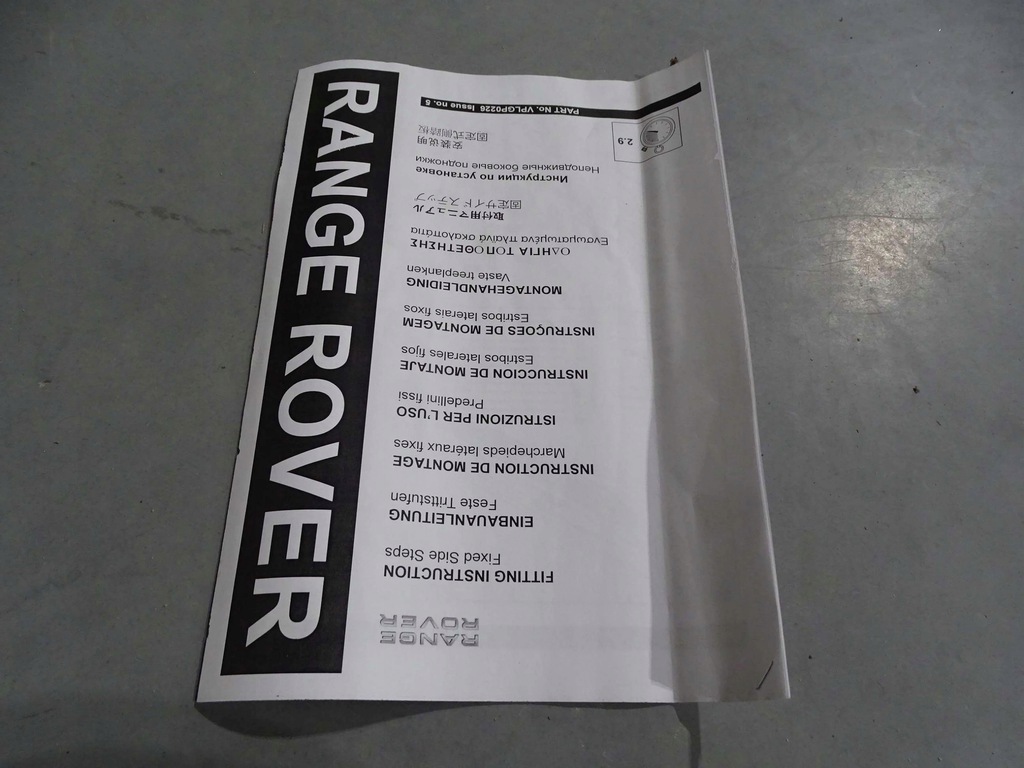 RANGE ROVER
RANGE
ROVER
FITTING INSTRUCTION
Fixed Side Steps
EINBAUANLEITUNG
Feste Trittstufen
INSTRUCTION DE MONTAGE
Marchepieds latéraux fixes
ISTRUZIONI PER L'USO
Predellini fissi
INSTRUCCION DE MONTAJE
Estribos laterales fijos
INSTRUÇOES DE MONTAGEM
Estribos laterais fixos
MONTAGEHANDLEIDING
Vaste treeplanken
ΟΔΗΓΙΑ ΤΟΠΟΘΕΤΗΣΗΣ
Ενσωματωμένα πλαϊνά σκαλοπάτια
取付用マニュアル
固定サイドステップ
Инструкции по установке
Неподвижные боковые подножки
安装说明
固定式侧踏板
2.9
PART No. VPLGP0226 Issue no. 5